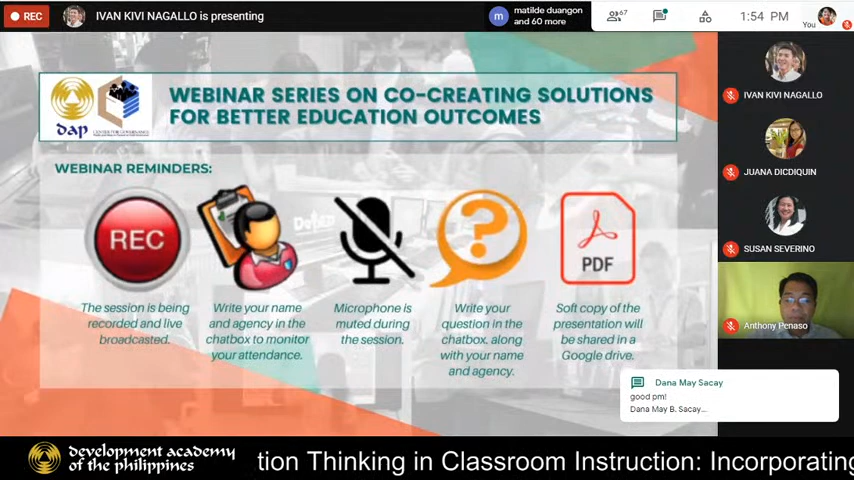 REC
IVAN KIVI NAGALLO is presenting
m
matilde duangon
and 60 more
67
1:54 PM
You
dap
WEBINAR SERIES ON CO-CREATING SOLUTIONS
FOR BETTER EDUCATION OUTCOMES
WEBINAR REMINDERS:
REC
PDF
The session is being
recorded and live
broadcasted.
Write your name
and agency in the
chatbox to monitor
your attendance.
Microphone is
muted during
the session.
Write your
question in the
chatbox. along
with your name
and agency.
Soft copy of the
presentation will
be shared in a
Google drive.
IVAN KIVI NAGALLO
JUANA DICDIQUIN
SUSAN SEVERINO
Anthony Penaso
Dana May Sacay
good pm!
Dana May B. Sacay...
development academy
of the philippines
tion Thinking in Classroom Instruction: Incorporating